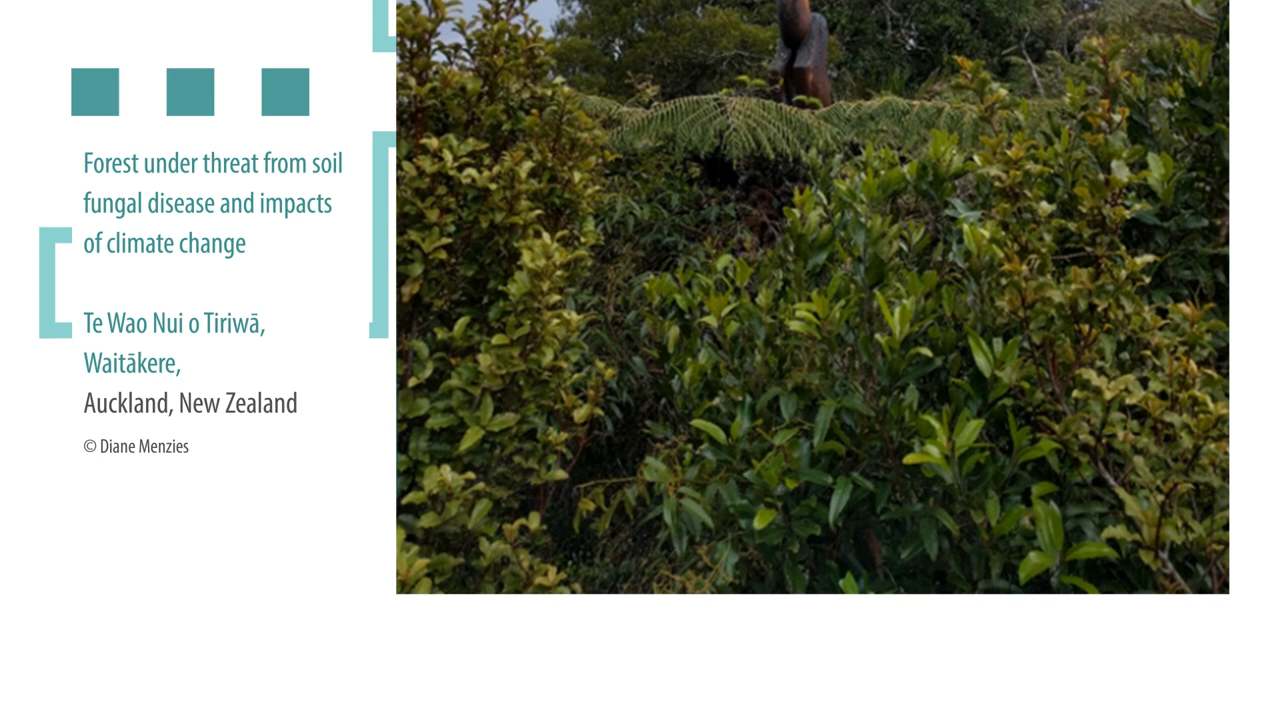 Forest under threat from soil
fungal disease and impacts
of climate change
Te Wao Nui o Tiriwā,
Waitākere,
Auckland, New Zealand
© Diane Menzies